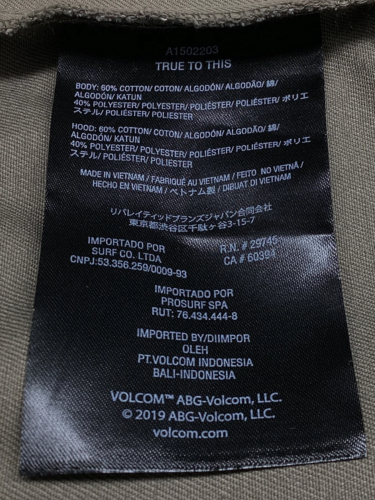 A1502203
TRUE TO THIS
BODY: 60% COTTON/ COTON/ ALGODÓN/ ALGODÃO/ 綿/
ALGODÓN/ KATUN
40% POLYESTER/ POLYESTER/ POLIÉSTER/ POLIÉSTER/ ポリエ
ステル/ POLIÉSTER/ POLIESTER
HOOD: 60% COTTON/ COTON/ ALGODÓN/ ALGODÃO/ 綿/
ALGODÓN/ KATUN
40% POLYESTER/ POLYESTER/ POLIÉSTER/ POLIÉSTER/ ポリエ
ステル/ POLIÉSTER/ POLIESTER
MADE IN VIETNAM / FABRIQUÉ AU VIETNAM / FEITO NO VIETNÃ /
HECHO EN VIETNAM / ベトナム製 / DIBUAT DI VIETNAM
リバレイティッドブランズジャパン合同会社
東京都渋谷区千駄ヶ谷3-15-7
IMPORTADO POR
SURF CO. LTDA
CNPJ: 53.356.259/0009-93
R.N. # 29745
CA # 60394
IMPORTADO POR
PROSURF SPA
RUT: 76.434.444-8
IMPORTED BY/DIIMPOR
OLEH
PT.VOLCOM INDONESIA
BALI-INDONESIA
VOLCOM™ ABG-Volcom, LLC.
© 2019 ABG-Volcom, LLC.
volcom.com